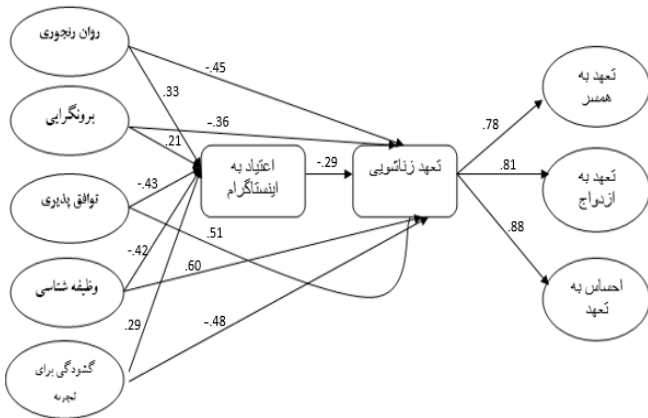 روان رنجوری
برونگرایی
توافق پذیری
وظیفه شناسی
گشودگی برای
تجربه
اعتیاد به
اینستاگرام
تعهد زناشویی
تعهد به
همسر
تعهد به
ازدواج
احساس به
تعهد
-.45
.33
-.36
.21
-.43
.51
-.42
.60
.29
-.48
-.29
.78
.81
.88